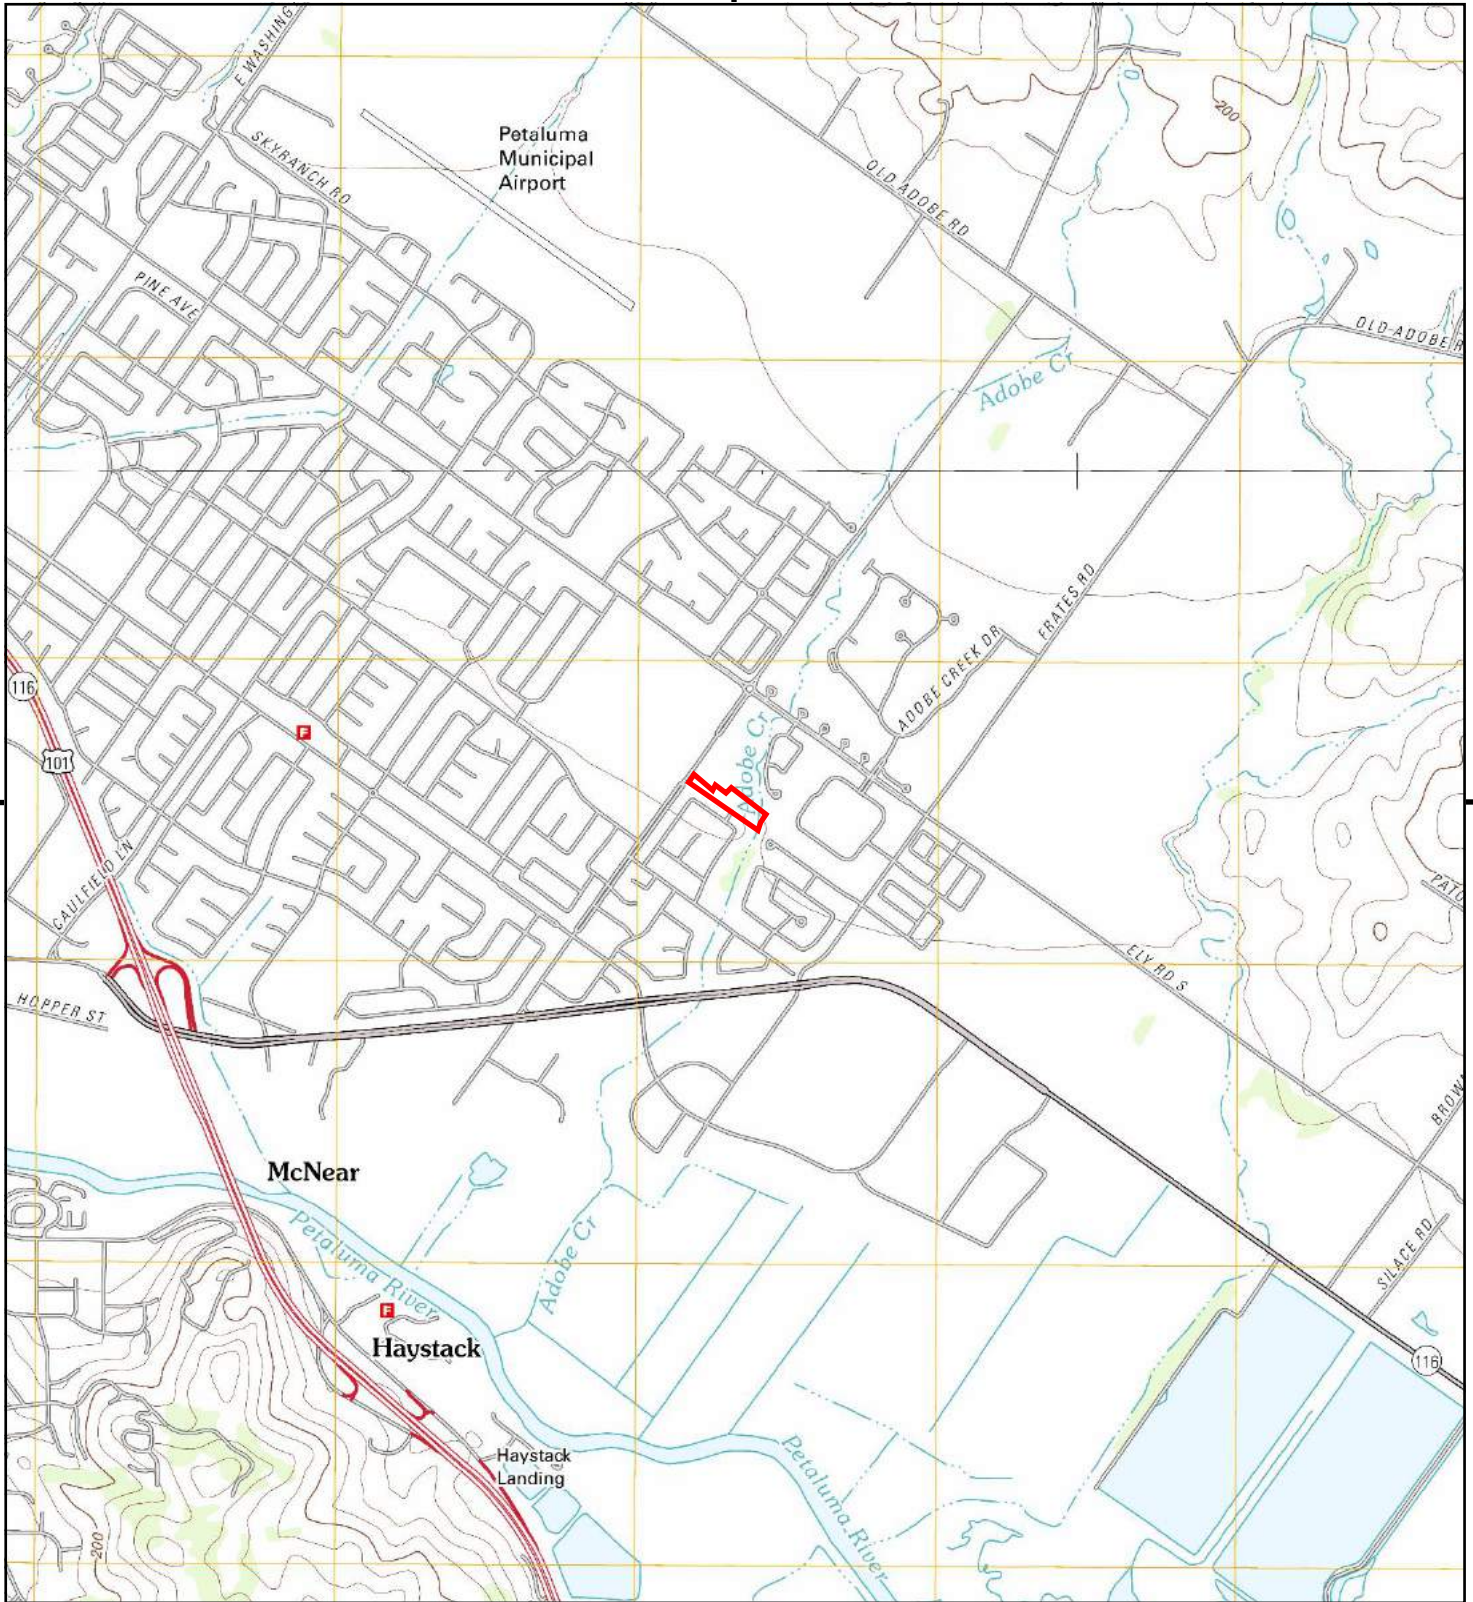 E WASHING
SKYRANCH RD
Petaluma
Municipal
Airport
200
OLD ADOBE RD
PINE AVE
OLD ADOBE R
Adobe Cr
FRATES RD
ADOBE CREEK DR
116
101
F
Adobe Cr
CAULFIELD LN
PATO
ELY RD S
HOPPER ST
BROW
McNear
Petaluma River
Adobe Cr
SILACE RD
F
Haystack
116
Haystack
Landing
Petaluma River
200